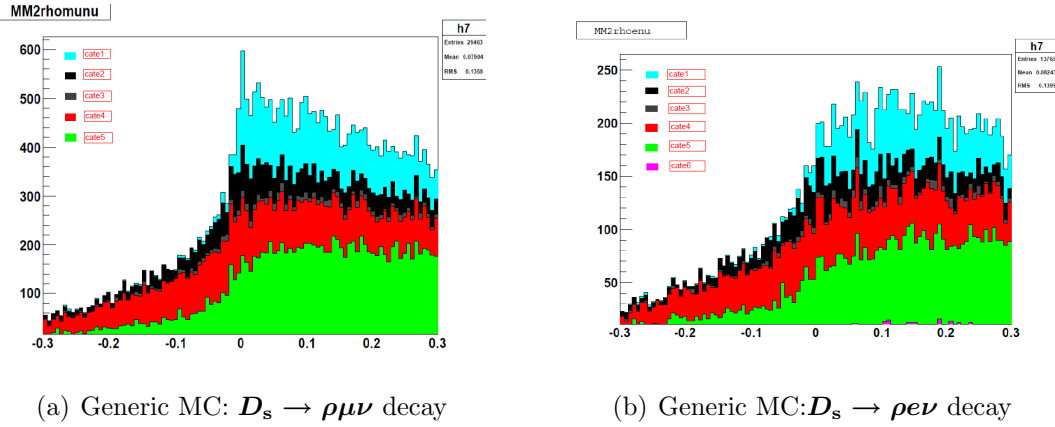 MM2rhomunu
h7
Entries 29463
Mean 0.07904
RMS 0.1358
600
500
400
300
200
100
cate1
cate2
cate3
cate4
cate5
-0.3 -0.2 -0.1 0 0.1 0.2 0.3
(a) Generic MC: Ds → ρμν decay
MM2rhoenu
h7
Entries
Mean
RMS
250
200
150
100
50
cate1
cate2
cate3
cate4
cate5
cate6
-0.3 -0.2 -0.1 0 0.1 0.2 0.3
(b) Generic MC:Ds → ρeν decay